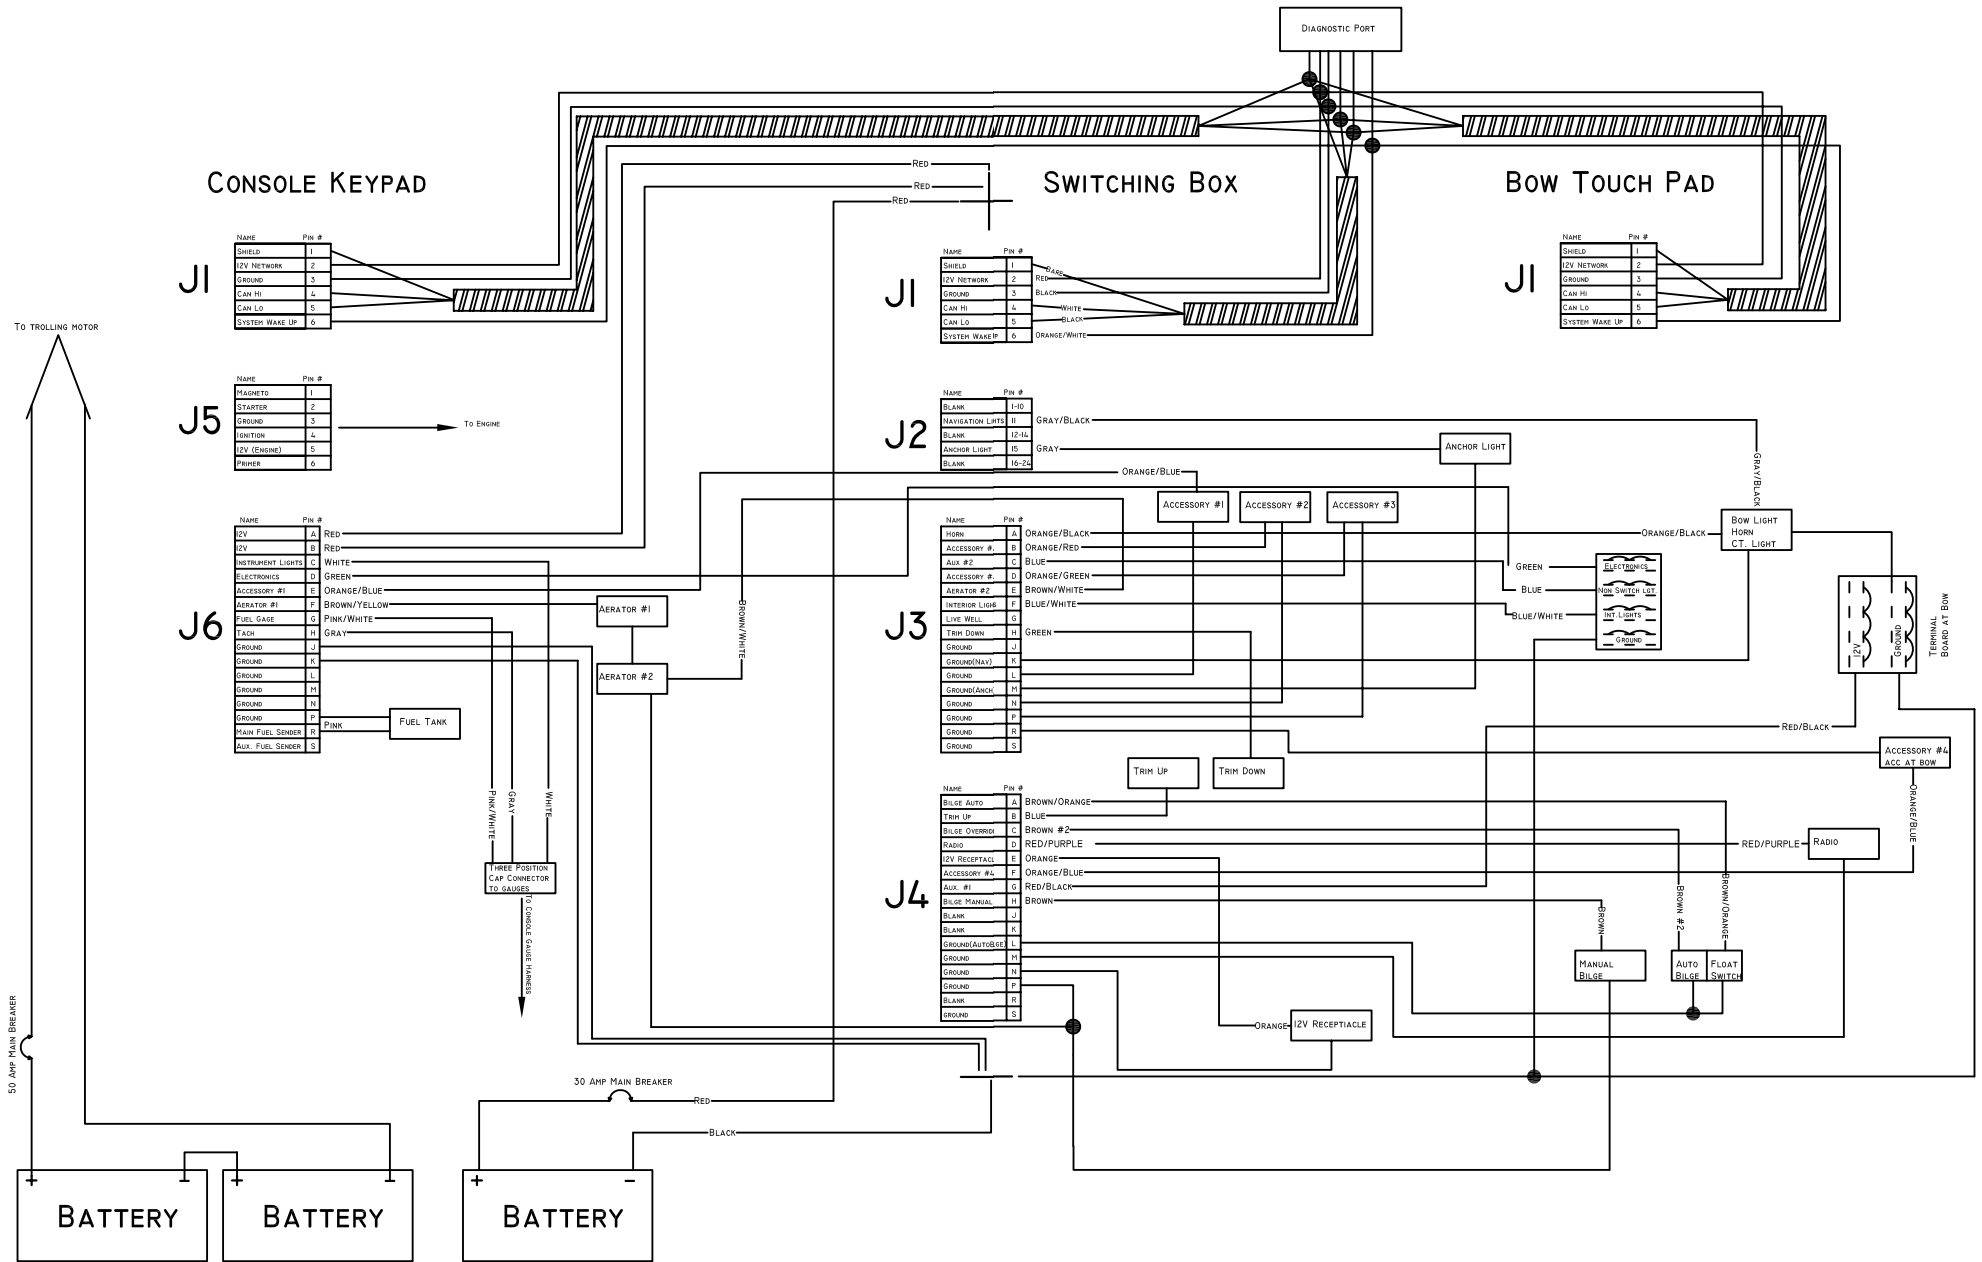 Diagnostic Port
Red
Red
Red
Console Keypad
Switching Box
Bow Touch Pad
J1
Name Pin #
Shield 1
12V Network 2
Ground 3
Can Hi 4
Can Lo 5
System Wake Up 6
J1
Name Pin #
Shield 1 Bare
12V Network 2 Red
Ground 3 Black
Can Hi 4 White
Can Lo 5 Black
System Wake Up 6 Orange/White
J1
Name Pin #
Shield 1
12V Network 2
Ground 3
Can Hi 4
Can Lo 5
System Wake Up 6
To trolling motor
J5
Name Pin #
Magneto 1
Starter 2
Ground 3
Ignition 4
12V (Engine) 5
Primer 6
To Engine
J2
Name Pin #
Blank 1-10
Navigation Lihts 11 Gray/Black
Blank 12-14
Anchor Light 15 Gray
Blank 16-24
Anchor Light
Gray/Black
Orange/Blue
Accessory #1
Accessory #2
Accessory #3
J6
Name Pin #
12V A Red
12V B Red
Instrument Lights C White
Electronics D Green
Accessory #1 E Orange/Blue
Aerator #1 F Brown/Yellow
Fuel Gage G Pink/White
Tach H Gray
Ground J
Ground K
Ground L
Ground M
Ground N
Ground P
Main Fuel Sender R Pink
Aux. Fuel Sender S
Fuel Tank
Aerator #1
Aerator #2
Brown/White
J3
Name Pin #
Horn A Orange/Black
Accessory #. B Orange/Red
Aux #2 C Blue
Accessory #. D Orange/Green
Aerator #2 E Brown/White
Interior Ligh F Blue/White
Live Well G
Trim Down H Green
Ground J
Ground(Nav) K
Ground L
Ground(Anch M
Ground N
Ground P
Ground R
Ground S
Orange/Black
Bow Light
Horn
CT. Light
Green
Blue
Blue/White
Electronics
Non Switch Lgt.
Int.Lights
Ground
12V
Ground
Terminal
Board at Bow
Red/Black
Accessory #4
acc at bow
Orange/Blue
Trim Up
Trim Down
Pink/White
Gray
White
Three Position
Cap Connector
to gauges
To Console Gauge Harness
J4
Name Pin #
Bilge Auto A Brown/Orange
Trim Up B Blue
Bilge Overridi C Brown #2
Radio D RED/PURPLE
12V Receptacl E Orange
Accessory #4 F Orange/Blue
Aux. #1 G Red/Black
Bilge Manual H Brown
Blank J
Blank K
Ground(AutoBlge) L
Ground M
Ground N
Ground P
Blank R
ground S
RED/PURPLE
Radio
Brown
Brown #2
Brown/Orange
Manual
Bilge
Auto
Bilge
Float
Switch
Orange
12V Receptiacle
50 Amp Main Breaker
30 Amp Main Breaker
Red
Black
+
+
+ −
Battery
Battery
Battery